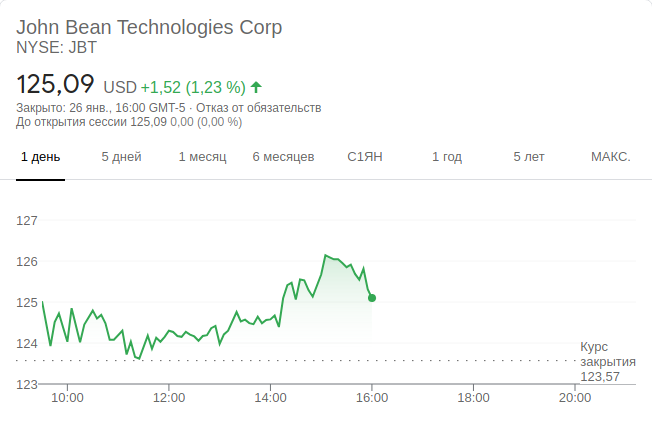 John Bean Technologies Corp
NYSE: JBT
125,09 USD +1,52 (1,23 %)
Закрыто: 26 янв., 16:00 GMT-5 · Отказ от обязательств
До открытия сессии 125,09 0,00 (0,00 %)
1 день 5 дней 1 месяц 6 месяцев С1ЯН 1 год 5 лет МАКС.
127
126
125
124
123
Курс
закрытия
123,57
10:00 12:00 14:00 16:00 18:00 20:00